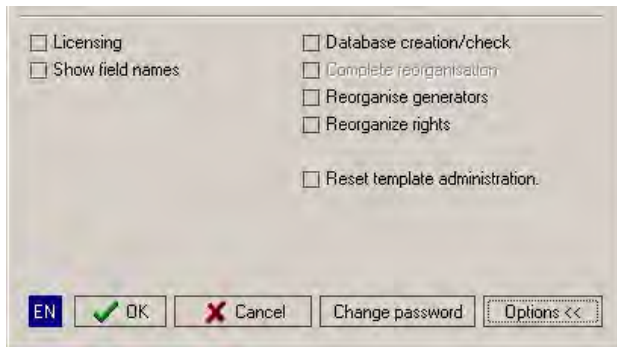 Licensing
Show field names
Database creation/check
Complete reorganisation
Reorganise generators
Reorganize rights
Reset template administration.
EN OK Cancel Change password Options <<